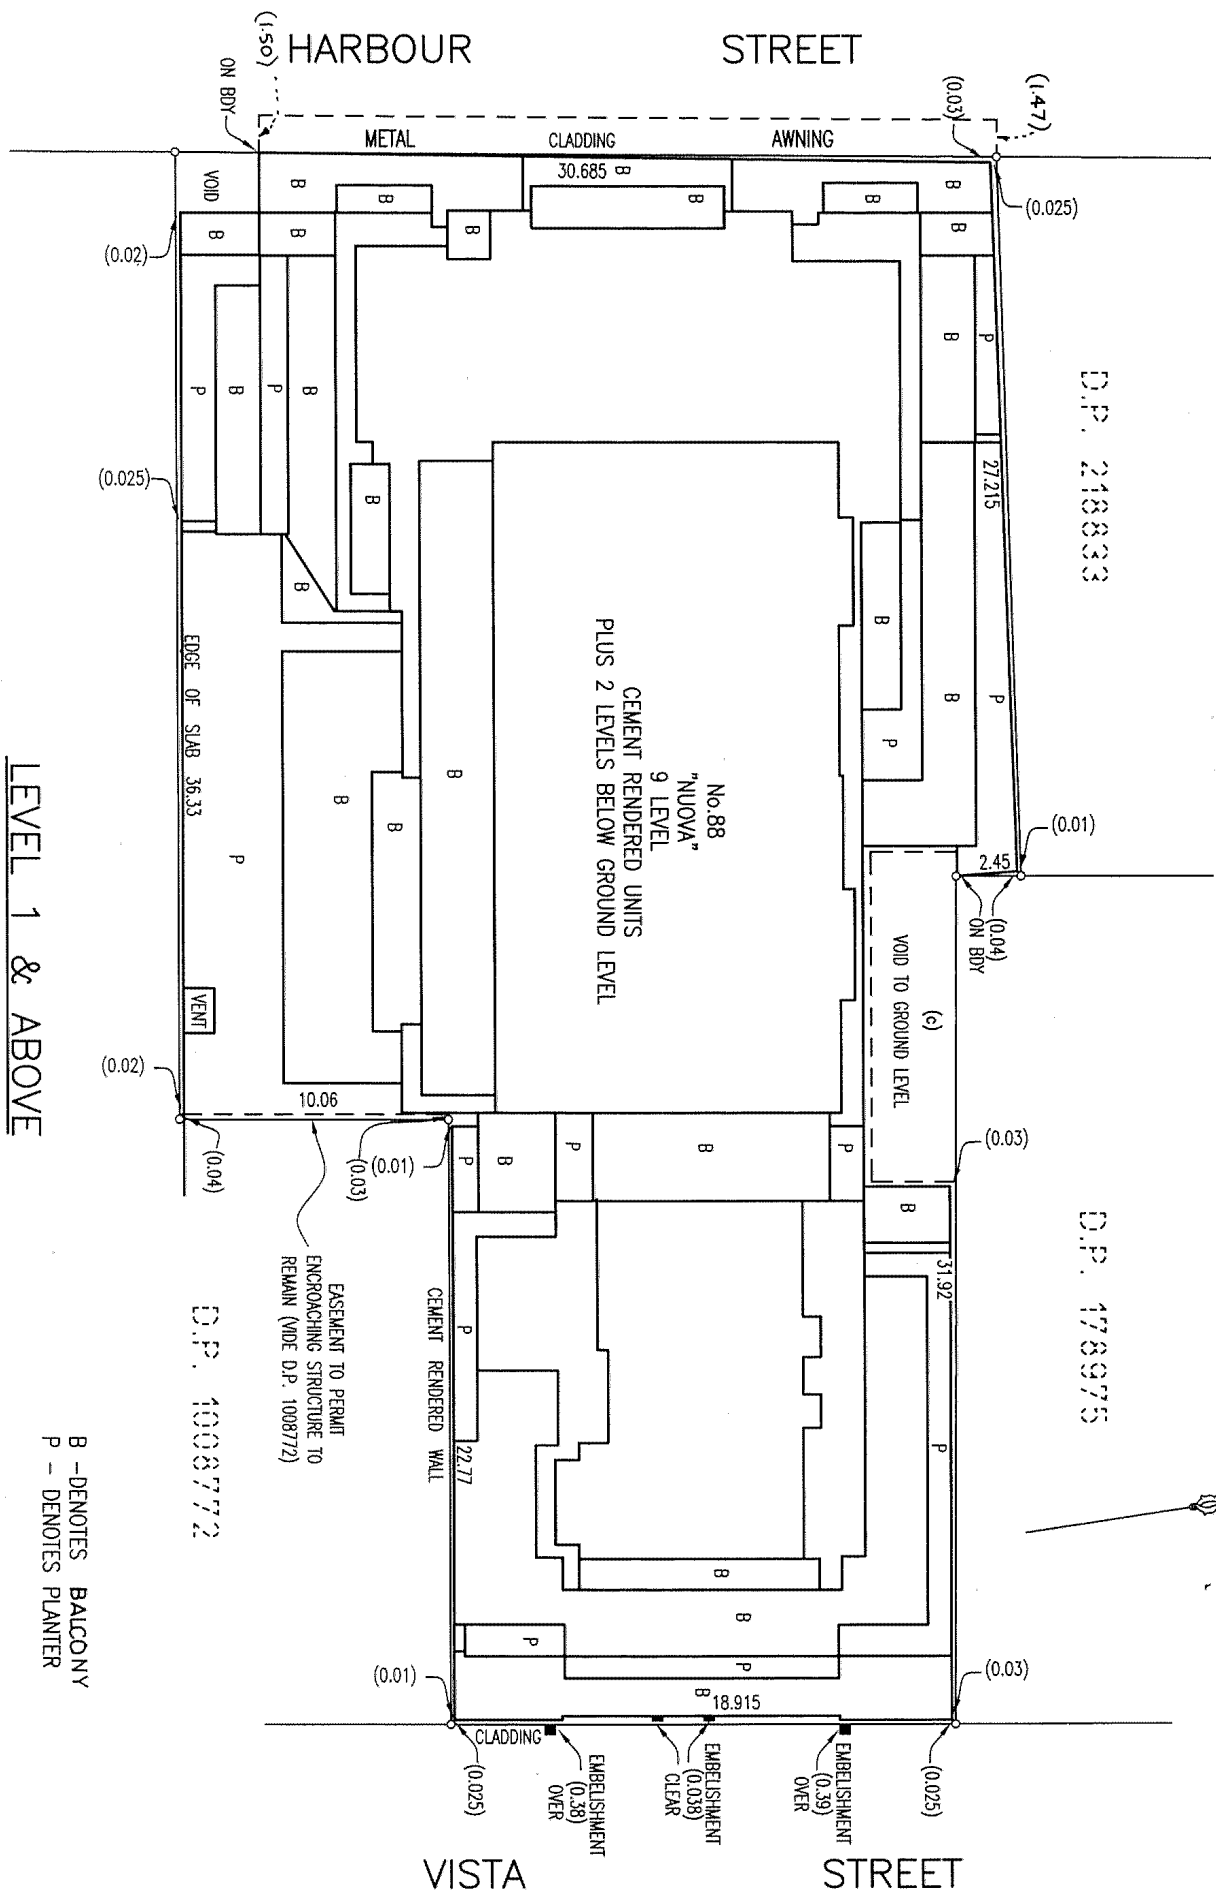 HARBOUR STREET
(1.50)
ON BDY
(0.03)
(1.47)
METAL CLADDING AWNING
30.685
B
B
B
B
B
B
B
VOID
(0.025)
B
B
B
B
(0.02)
P
B
P
B
B
P
D.P. 218833
27.215
(0.025)
B
B
B
B
P
P
EDGE OF SLAB 36.33
P
B
B
B
No.88
"NUOVA"
9 LEVEL
CEMENT RENDERED UNITS
PLUS 2 LEVELS BELOW GROUND LEVEL
(0.01)
2.45
(0.04)
ON BDY
(c)
VOID TO GROUND LEVEL
VENT
(0.02)
10.06
(0.04)
(0.03)
(0.01)
(0.03)
LEVEL 1 & ABOVE
P
B
P
B
P
B
31.92
D.P. 178975
EASEMENT TO PERMIT
ENCROACHING STRUCTURE TO
REMAIN (VIDE D.P. 1008772)
D.P. 1008772
CEMENT RENDERED WALL
P
22.77
P
B
B
P
P
B
18.915
B -DENOTES BALCONY
P - DENOTES PLANTER
(0.01)
(0.03)
CLADDING
(0.025)
EMBELISHMENT
(0.38)
OVER
EMBELISHMENT
(0.038)
CLEAR
EMBELISHMENT
(0.39)
OVER
(0.025)
VISTA STREET